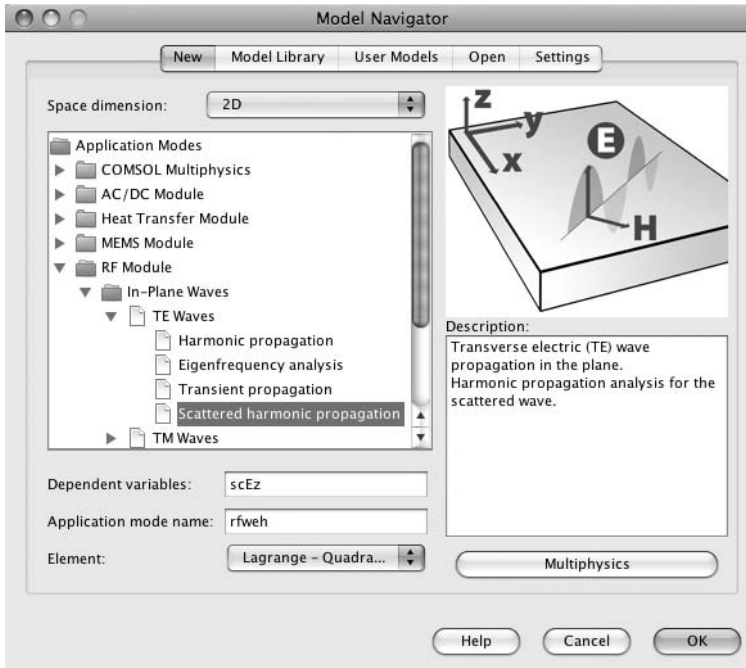 Model Navigator
New Model Library User Models Open Settings
Space dimension: 2D
Application Modes
COMSOL Multiphysics
AC/DC Module
Heat Transfer Module
MEMS Module
RF Module
In-Plane Waves
TE Waves
Harmonic propagation
Eigenfrequency analysis
Transient propagation
Scattered harmonic propagation
TM Waves
Dependent variables: scEz
Application mode name: rfweh
Element: Lagrange - Quadra...
z
y
x
E
H
Description:
Transverse electric (TE) wave
propagation in the plane.
Harmonic propagation analysis for the
scattered wave.
Multiphysics
Help Cancel OK